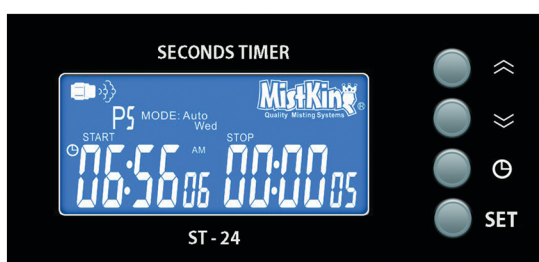 SECONDS TIMER
MistKing®
Quality Misting Systems
P5 MODE: Auto
Wed
START STOP
06:56 06 AM 00:00 05
ST - 24
SET